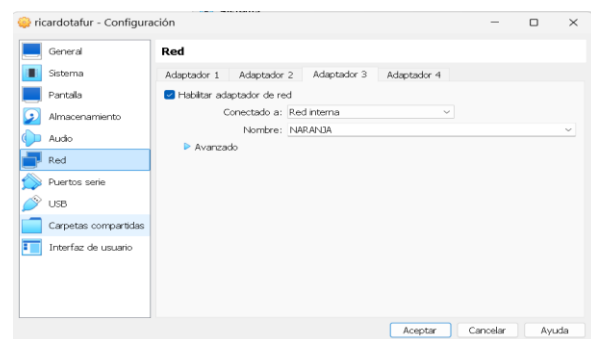 ricardotafur - Configuración
General
Sistema
Pantalla
Almacenamiento
Audio
Red
Puertos serie
USB
Carpetas compartidas
Interfaz de usuario
Red
Adaptador 1 Adaptador 2 Adaptador 3 Adaptador 4
Habilitar adaptador de red
Conectado a: Red interna
Nombre: NARANJA
Avanzado
Aceptar Cancelar Ayuda